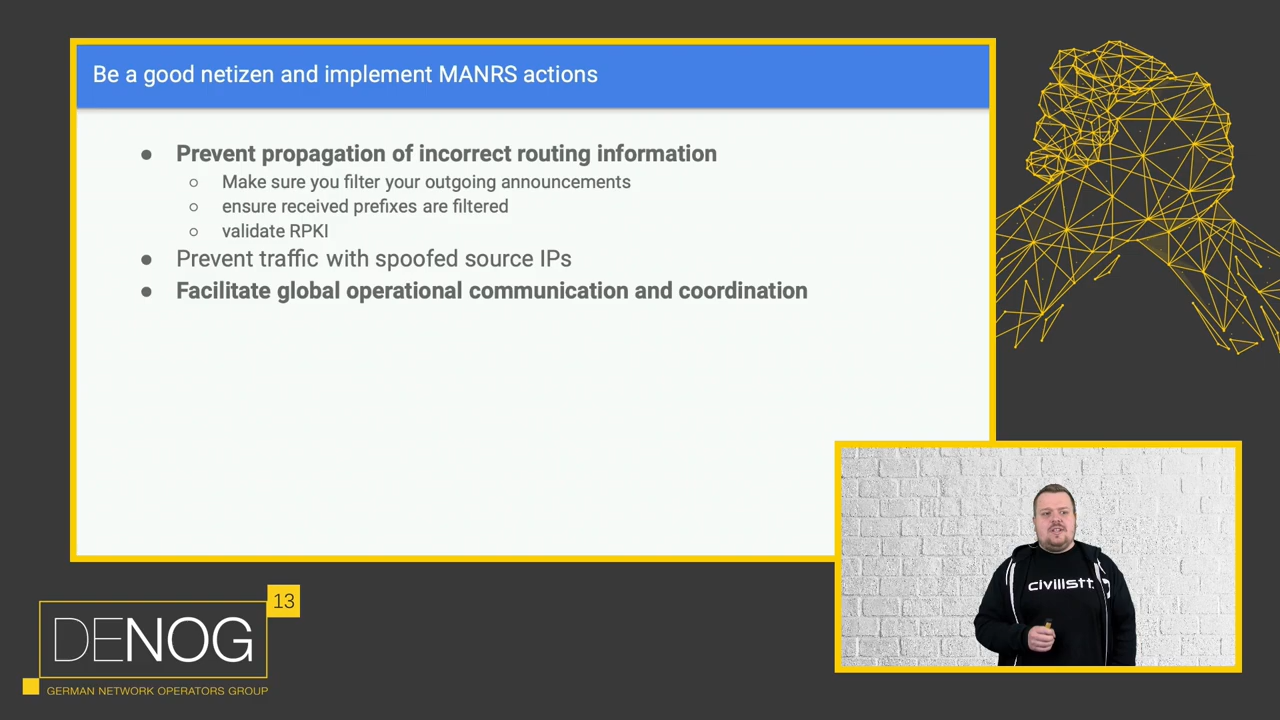 Be a good netizen and implement MANRS actions
● Prevent propagation of incorrect routing information
○ Make sure you filter your outgoing announcements
○ ensure received prefixes are filtered
○ validate RPKI
● Prevent traffic with spoofed source IPs
● Facilitate global operational communication and coordination
13
DENOG
GERMAN NETWORK OPERATORS GROUP